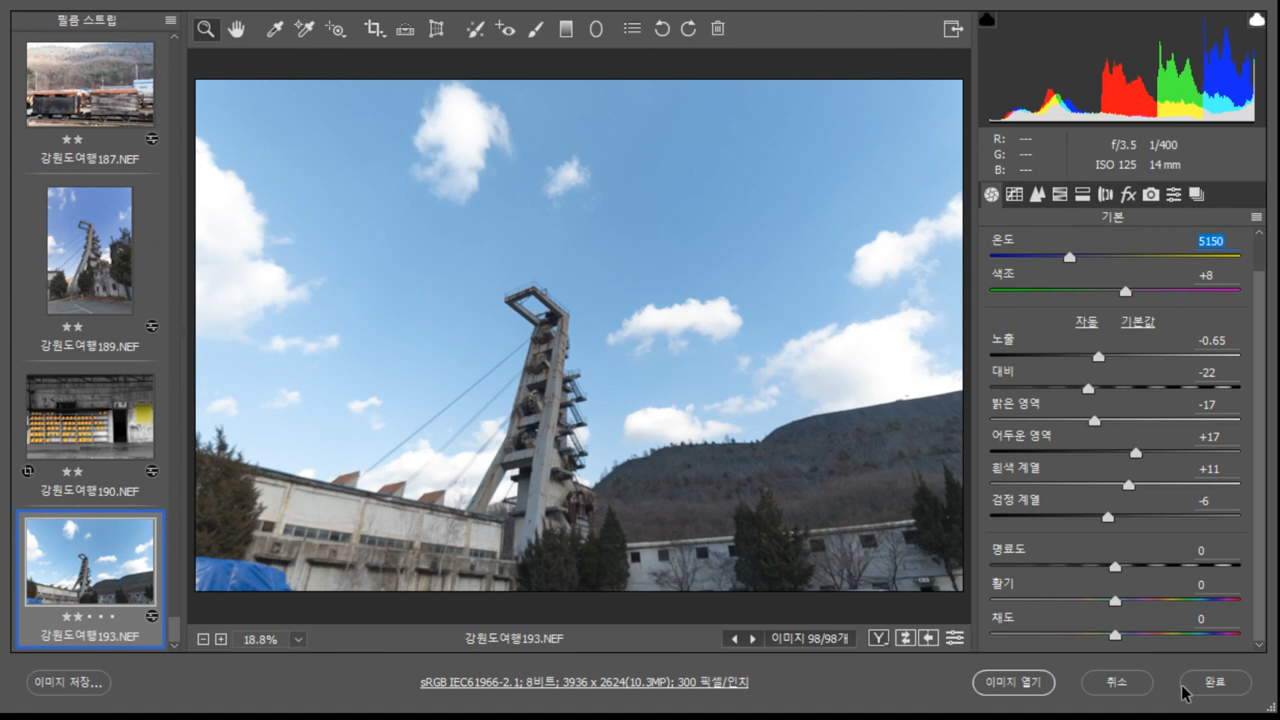 필름 스트립
강원도여행187.NEF
강원도여행189.NEF
강원도여행190.NEF
강원도여행193.NEF
18.8%
강원도여행193.NEF
이미지 98/98개
Y
R: ---
G: ---
B: ---
f/3.5 1/400
ISO 125 14 mm
fx
기본
온도 5150
색조 +8
자동 기본값
노출 -0.65
대비 -22
밝은 영역 -17
어두운 영역 +17
흰색 계열 +11
검정 계열 -6
명료도 0
활기 0
채도 0
이미지 저장...
sRGB IEC61966-2.1; 8비트; 3936 x 2624(10.3MP); 300 픽셀/인치
이미지 열기
취소
완료